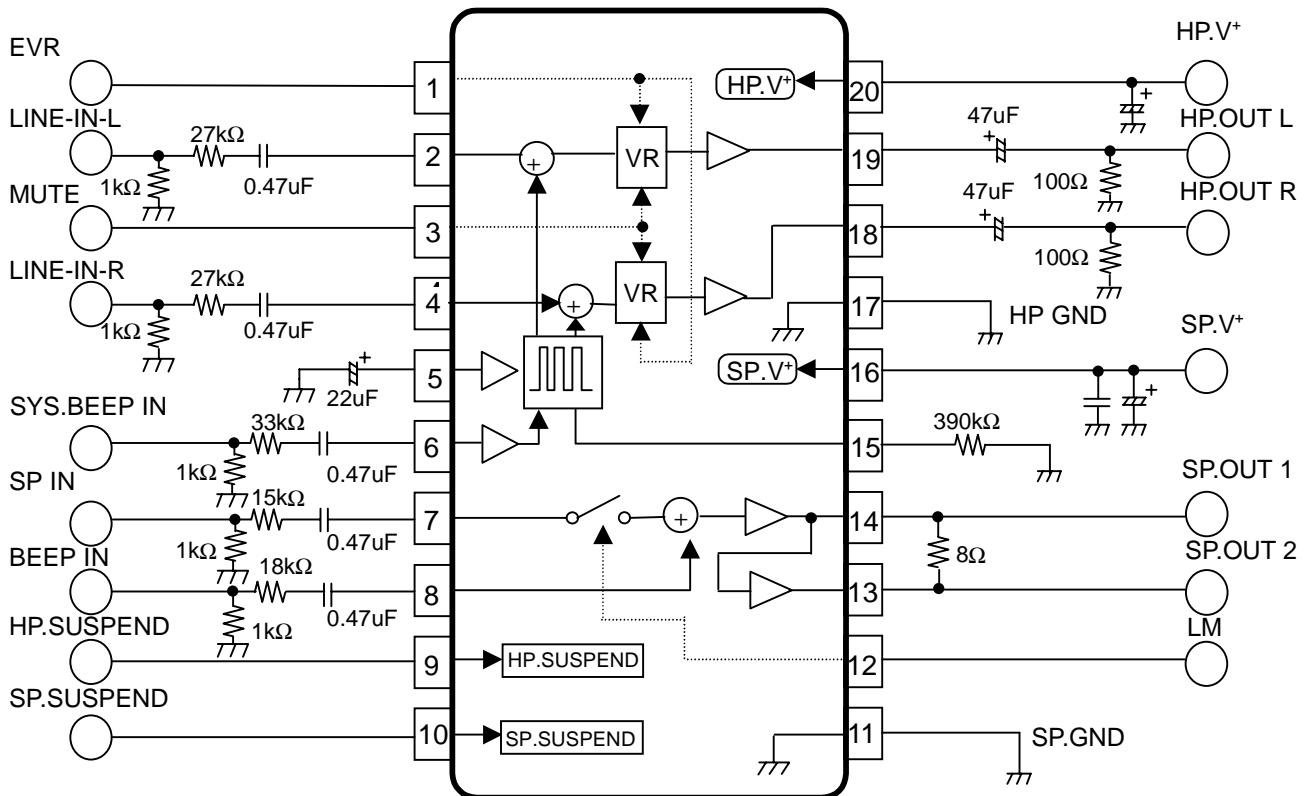 EVR
HP.V+
1
HP.V+
20
LINE-IN-L
47uF
HP.OUT L
27kΩ
2
+
VR
19
1kΩ
0.47uF
100Ω
MUTE
47uF
HP.OUT R
3
18
LINE-IN-R
27kΩ
4
+
VR
100Ω
17
1kΩ
0.47uF
HP GND
SP.V+
5
SP.V+
16
22uF
SYS.BEEP IN
33kΩ
390kΩ
6
15
1kΩ
0.47uF
SP IN
SP.OUT 1
15kΩ
7
+
14
1kΩ
0.47uF
BEEP IN
8Ω
SP.OUT 2
18kΩ
8
13
1kΩ
0.47uF
HP.SUSPEND
LM
9
HP.SUSPEND
12
SP.SUSPEND
10
SP.SUSPEND
11
SP.GND